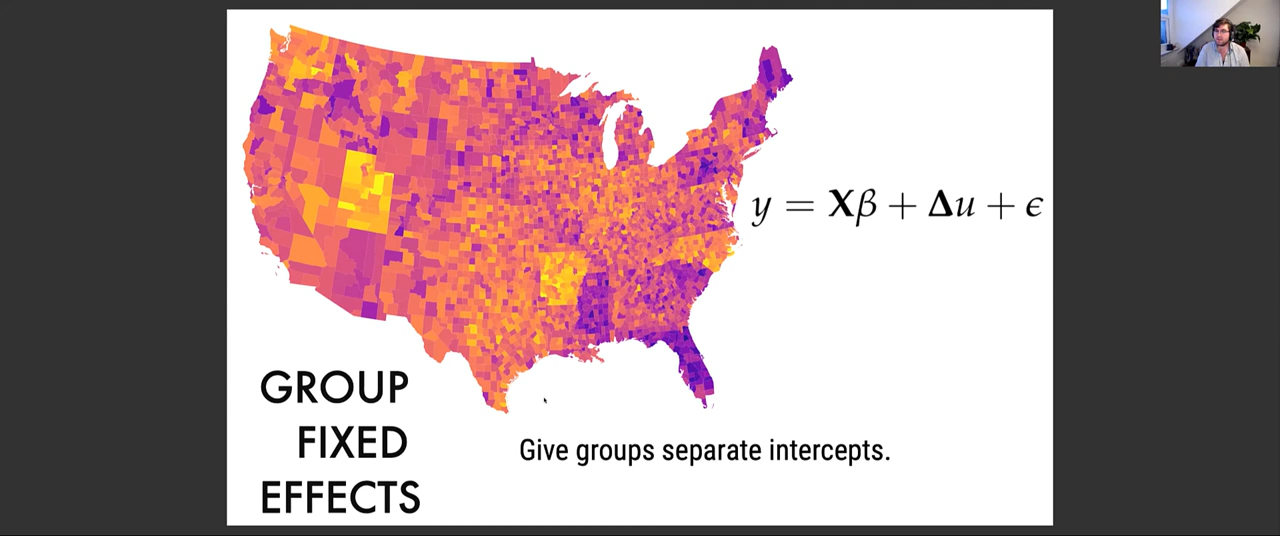 y = Xβ + Δu + ϵ
GROUP
FIXED
EFFECTS
Give groups separate intercepts.